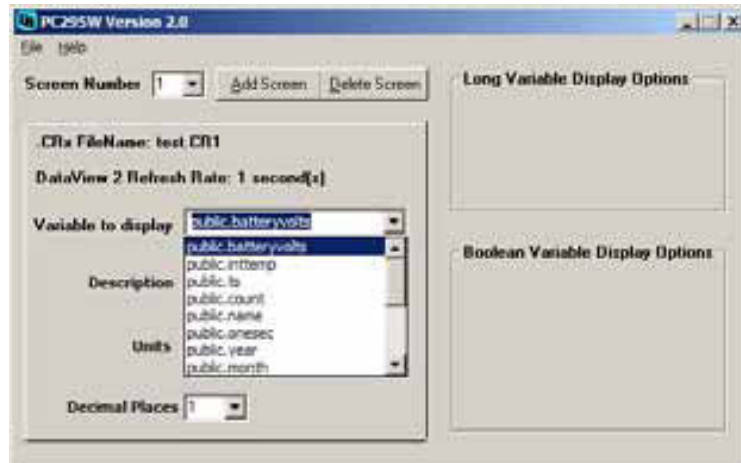 PC295W Version 2.0
File Help
Screen Number 1 Add Screen Delete Screen
.CRx FileName: test.CR1
DataView 2 Refresh Rate: 1 second(s)
Variable to display public.batteryvolts
public.batteryvolts
public.inttemp
public.ts
public.count
public.name
public.onesec
public.year
public.month
Description
Units
Decimal Places 1
Long Variable Display Options
Boolean Variable Display Options